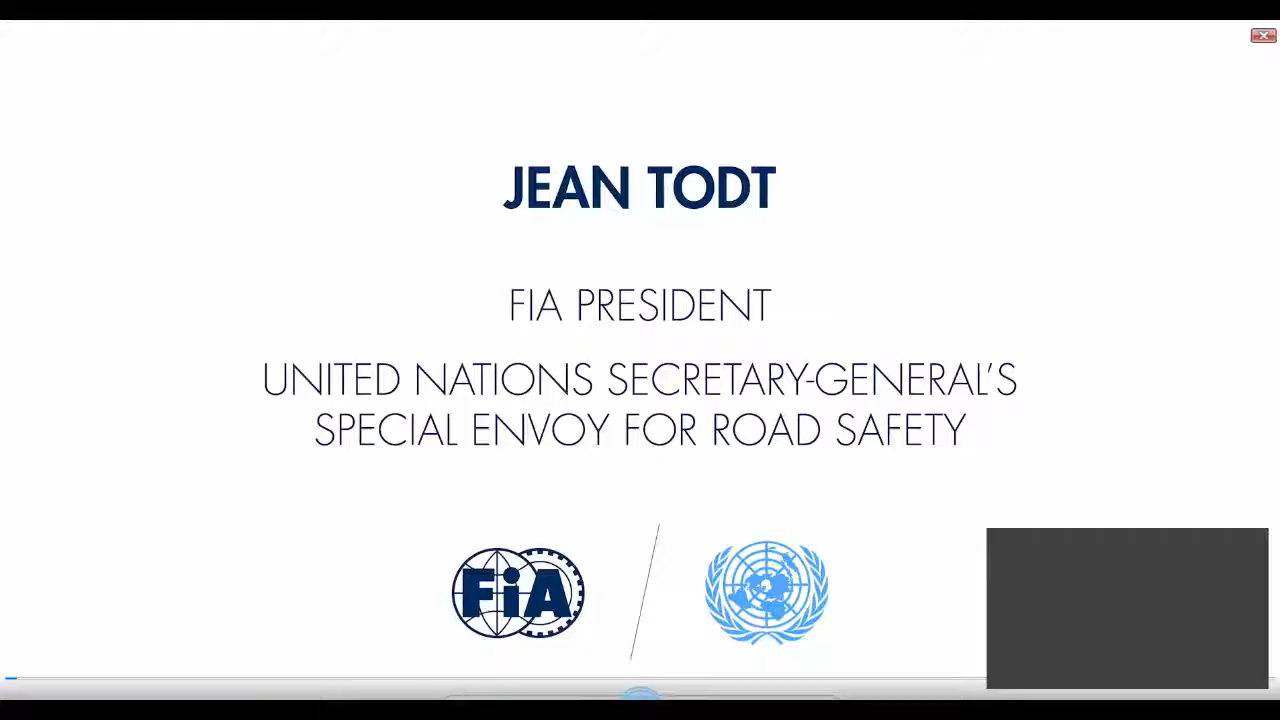 JEAN TODT
FIA PRESIDENT
UNITED NATIONS SECRETARY-GENERAL’S
SPECIAL ENVOY FOR ROAD SAFETY
FiA